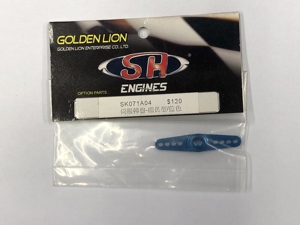 GOLDEN LION
GOLDEN LION ENTERPRISE CO., LTD.
SH
ENGINES
OPTION PARTS
SK071A04 $120